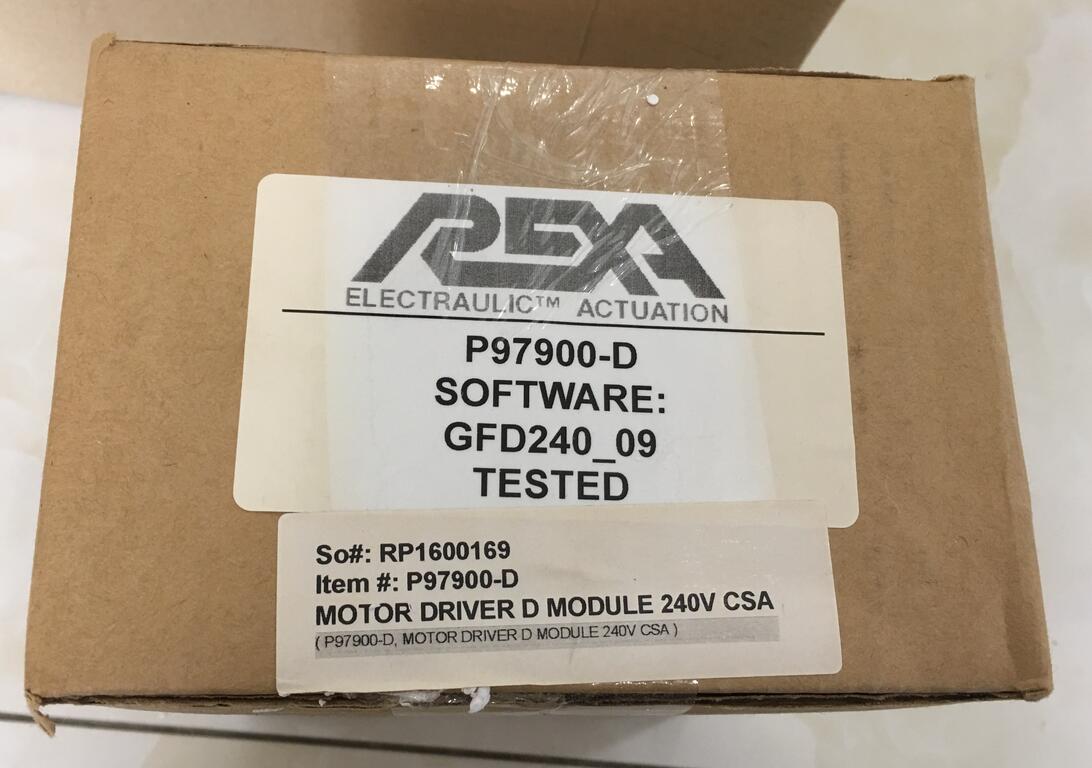 REXA
ELECTRAULIC™ ACTUATION
P97900-D
SOFTWARE:
GFD240_09
TESTED
So#: RP1600169
Item #: P97900-D
MOTOR DRIVER D MODULE 240V CSA
( P97900-D, MOTOR DRIVER D MODULE 240V CSA )